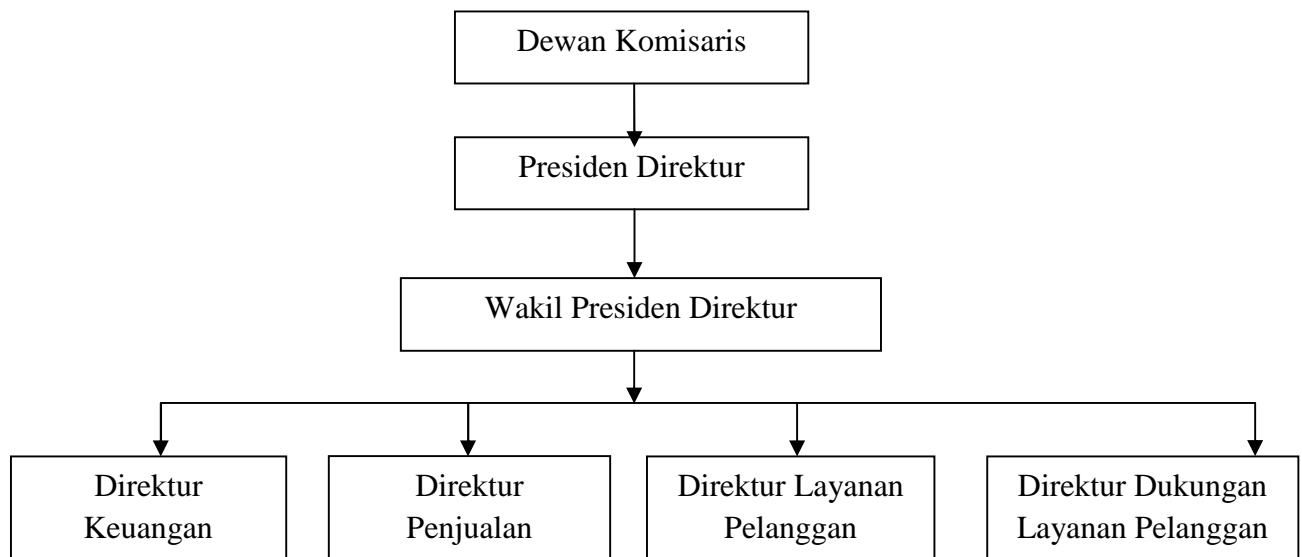 Dewan Komisaris
Presiden Direktur
Wakil Presiden Direktur
Direktur
Keuangan
Direktur
Penjualan
Direktur Layanan
Pelanggan
Direktur Dukungan
Layanan Pelanggan